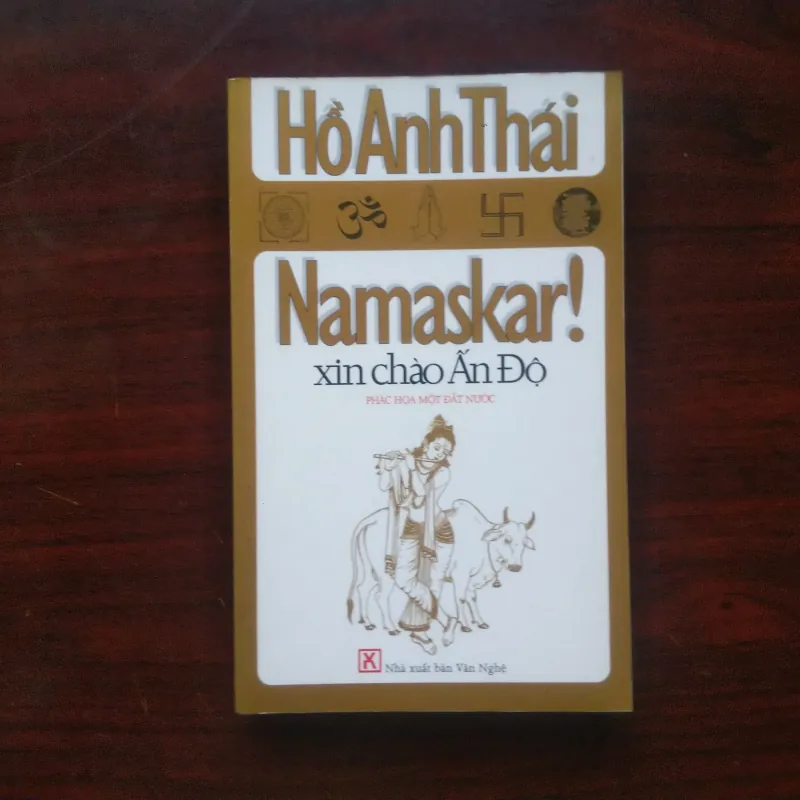 Hồ Anh Thái
ॐ
Namaskar!
xin chào Ấn Độ
PHÁC HỌA MỘT ĐẤT NƯỚC
Nhà xuất bản Văn Nghệ